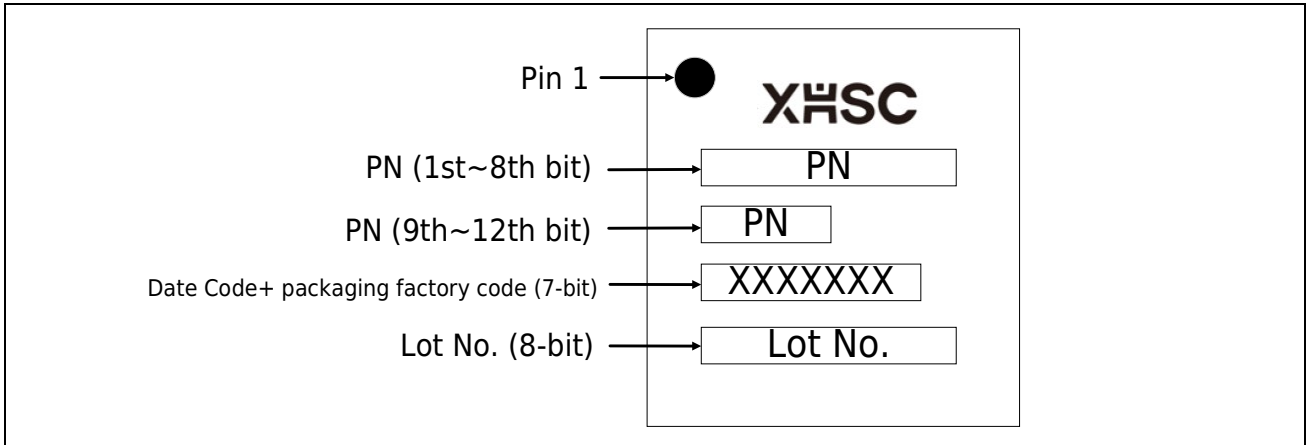 Pin 1
XHSC
PN (1st~8th bit)
PN
PN (9th~12th bit)
PN
Date Code+ packaging factory code (7-bit)
XXXXXXX
Lot No. (8-bit)
Lot No.